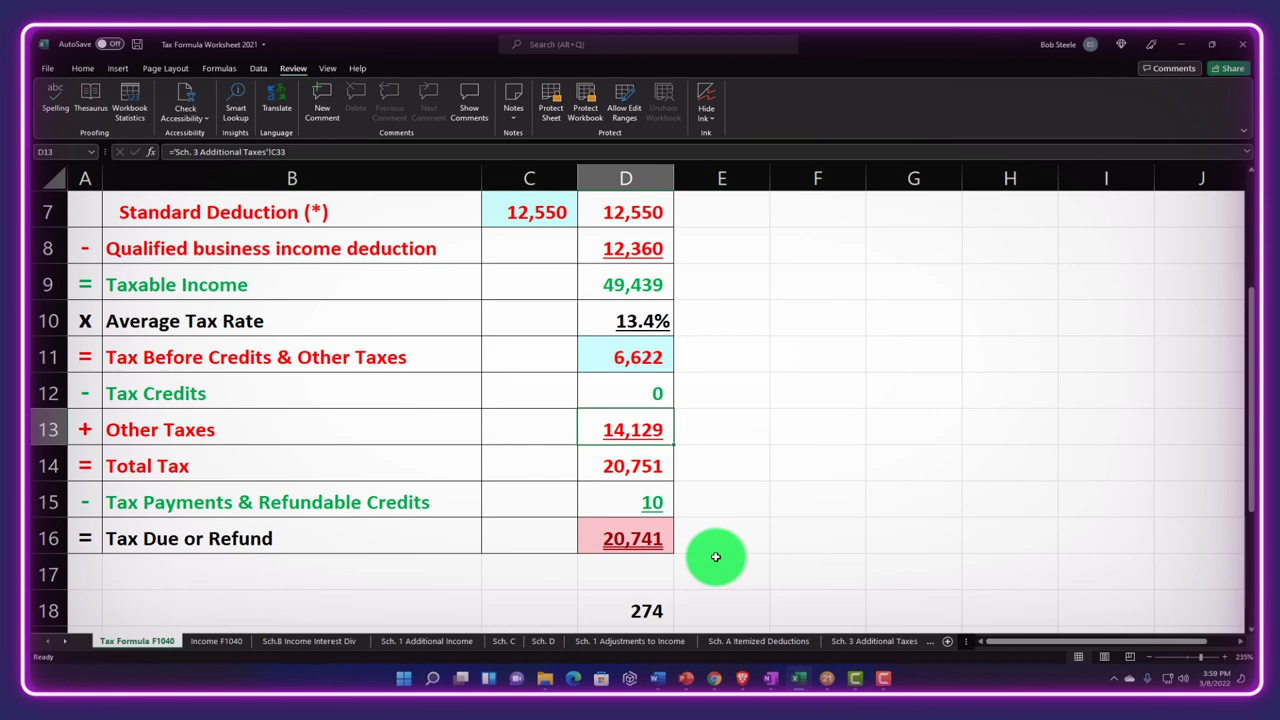 AutoSave Off Tax Formula Worksheet 2021 Search (Alt+Q) Bob Steele BS
File Home Insert Page Layout Formulas Data Review View Help Comments Share
abc
Spelling Thesaurus Workbook Statistics Check Accessibility Smart Lookup Translate New Comment Delete Previous Comment Next Comment Show Comments Notes Protect Sheet Protect Workbook Allow Edit Ranges Unshare Workbook Hide Ink
Proofing Accessibility Insights Language Comments Notes Protect Ink
D13 fx ='Sch. 3 Additional Taxes'!C33
A B C D E F G H I J
7 Standard Deduction (*) 12,550 12,550
8 - Qualified business income deduction 12,360
9 = Taxable Income 49,439
10 X Average Tax Rate 13.4%
11 = Tax Before Credits & Other Taxes 6,622
12 - Tax Credits 0
13 + Other Taxes 14,129
14 = Total Tax 20,751
15 - Tax Payments & Refundable Credits 10
16 = Tax Due or Refund 20,741
17
18 274
Tax Formula F1040 Income F1040 Sch.B Income Interest Div Sch. 1 Additional Income Sch. C Sch. D Sch. 1 Adjustments to Income Sch. A Itemized Deductions Sch. 3 Additional Taxes ...
Ready 235%
21 3:59 PM
3/8/2022